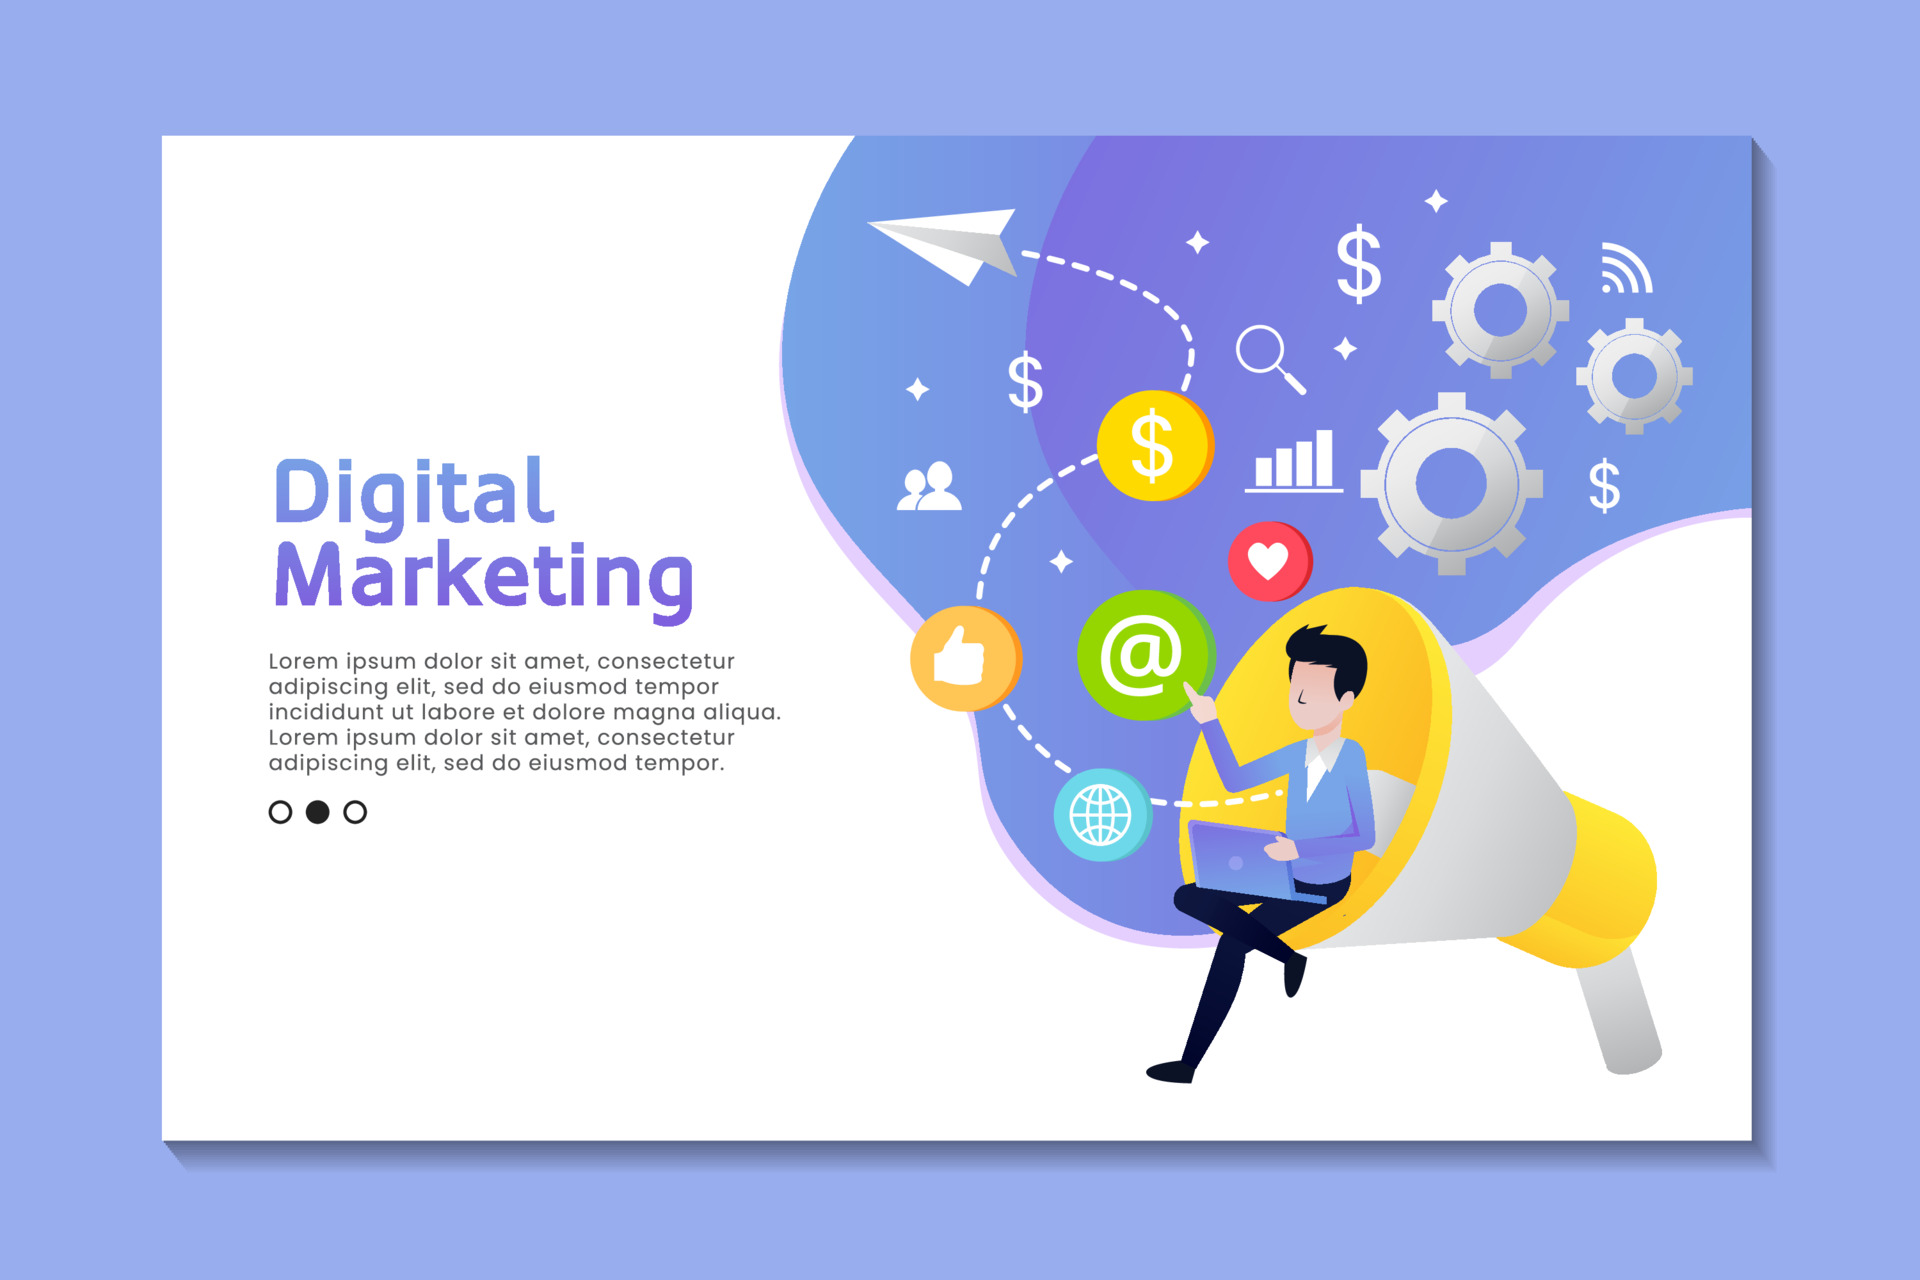 Digital
Marketing
Lorem ipsum dolor sit amet, consectetur
adipiscing elit, sed do eiusmod tempor
incididunt ut labore et dolore magna aliqua.
Lorem ipsum dolor sit amet, consectetur
adipiscing elit, sed do eiusmod tempor.
$
$
$
$
@